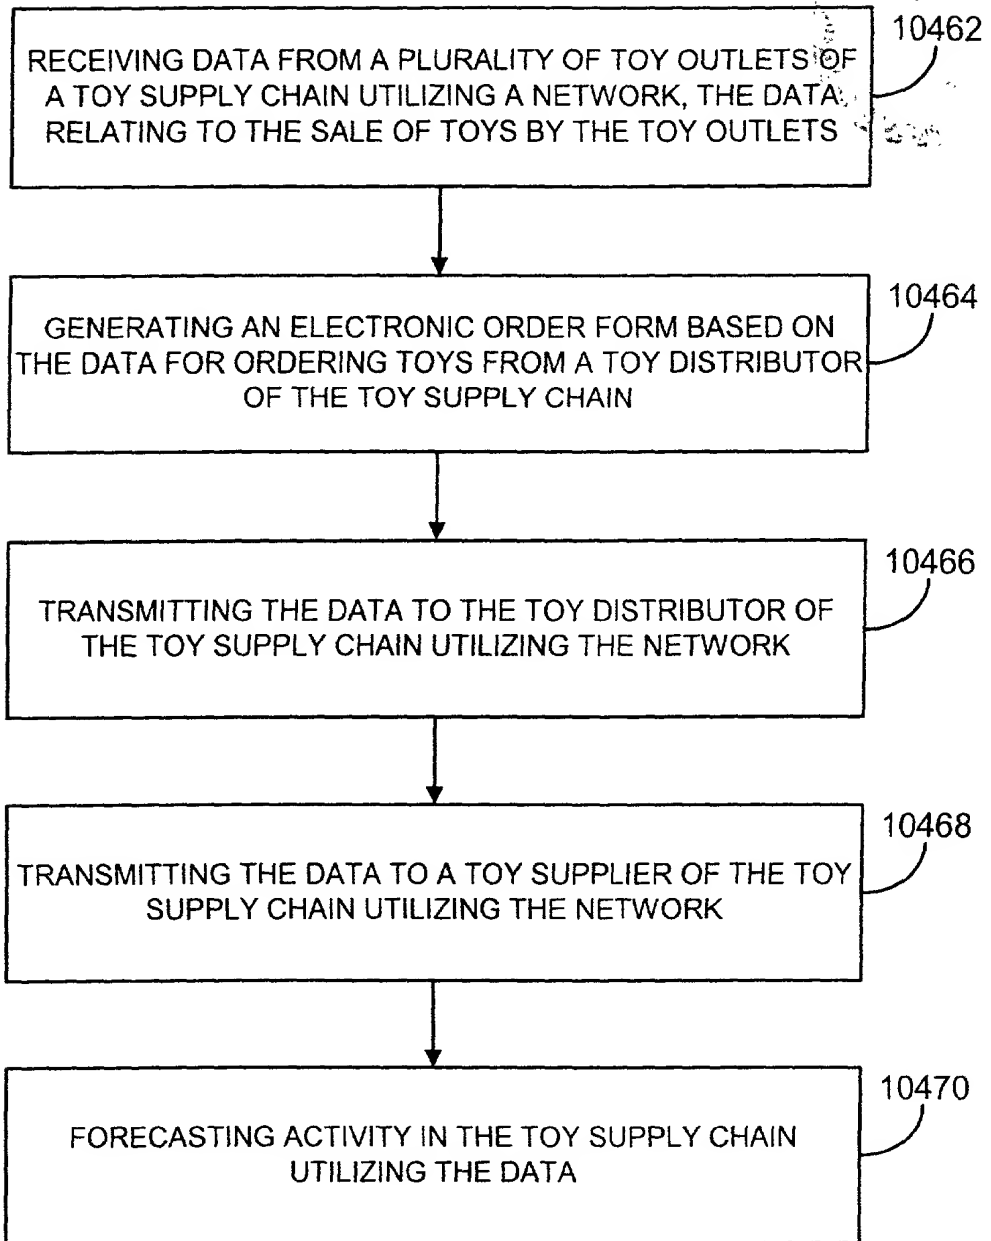 10462
RECEIVING DATA FROM A PLURALITY OF TOY OUTLETS OF
A TOY SUPPLY CHAIN UTILIZING A NETWORK, THE DATA
RELATING TO THE SALE OF TOYS BY THE TOY OUTLETS
10464
GENERATING AN ELECTRONIC ORDER FORM BASED ON
THE DATA FOR ORDERING TOYS FROM A TOY DISTRIBUTOR
OF THE TOY SUPPLY CHAIN
10466
TRANSMITTING THE DATA TO THE TOY DISTRIBUTOR OF
THE TOY SUPPLY CHAIN UTILIZING THE NETWORK
10468
TRANSMITTING THE DATA TO A TOY SUPPLIER OF THE TOY
SUPPLY CHAIN UTILIZING THE NETWORK
10470
FORECASTING ACTIVITY IN THE TOY SUPPLY CHAIN
UTILIZING THE DATA